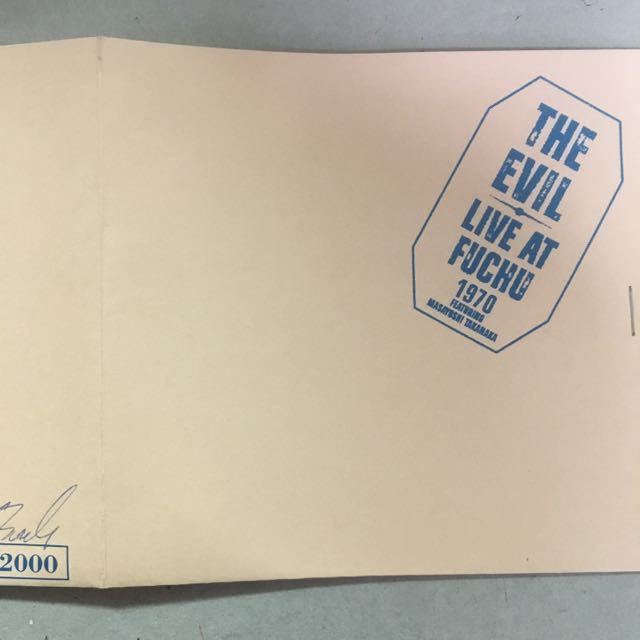 THE
EVIL
LIVE AT
FUCHU
1970
FEATURING
MASAYOSHI TAKANAKA
2000